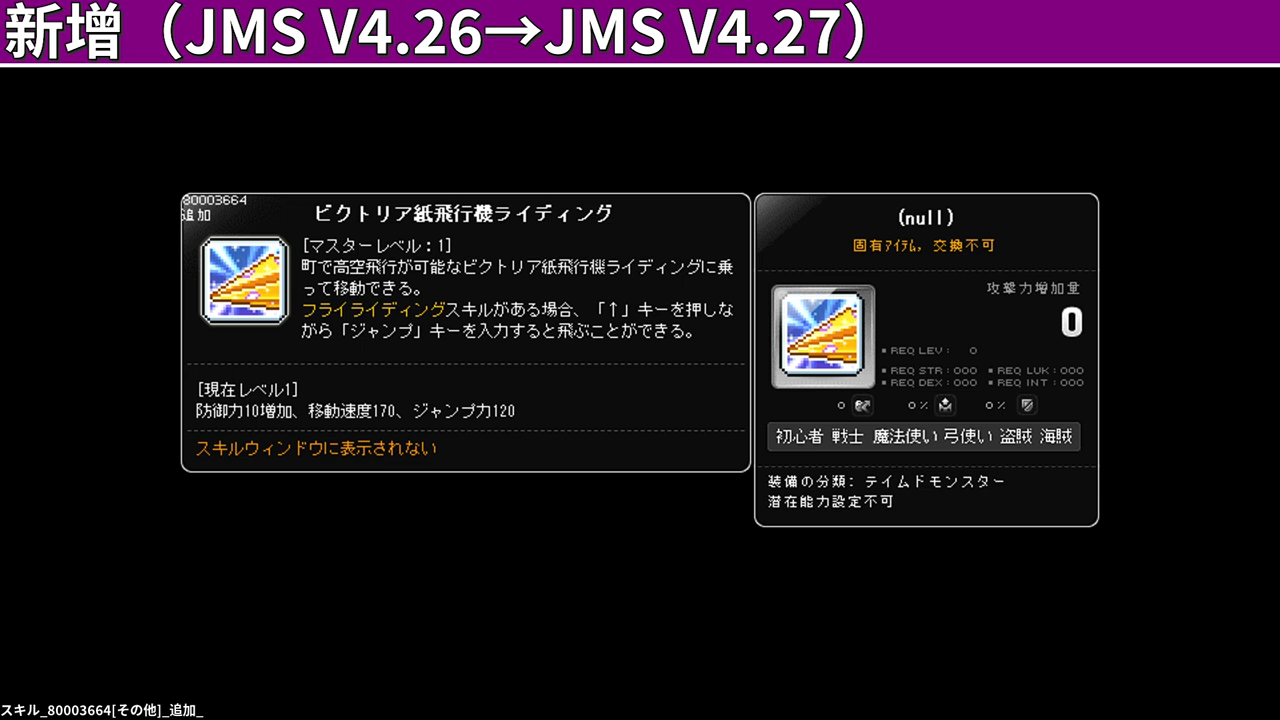 新増（JMS V4.26→JMS V4.27）
80003664
追加
ビクトリア紙飛行機ライディング
[マスターレベル：1]
町で高空飛行が可能なビクトリア紙飛行機ライディングに乗
って移動できる。
フライライディングスキルがある場合、「↑」キーを押しな
がら「ジャンプ」キーを入力すると飛ぶことができる。
[現在レベル1]
防御力10増加、移動速度170、ジャンプ力120
スキルウィンドウに表示されない
(null)
固有アイテム, 交換不可
攻撃力増加量
0
REQ LEV : 0
REQ STR : 000 REQ LUK : 000
REQ DEX : 000 REQ INT : 000
0 0% 0%
初心者 戦士 魔法使い 弓使い 盗賊 海賊
装備の分類: テイムドモンスター
潜在能力設定不可
スキル_80003664[その他]_追加_